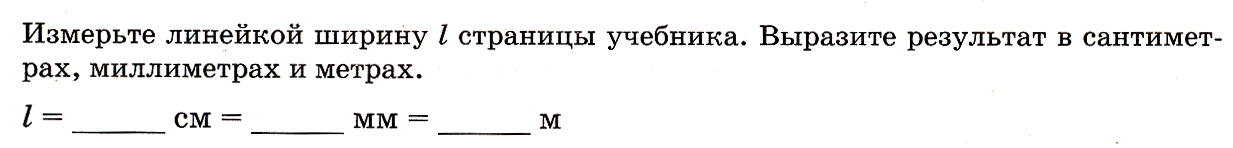 Измерьте линейкой ширину l страницы учебника. Выразите результат в сантимет-
рах, миллиметрах и метрах.
l = ______ см = ______ мм = ______ м